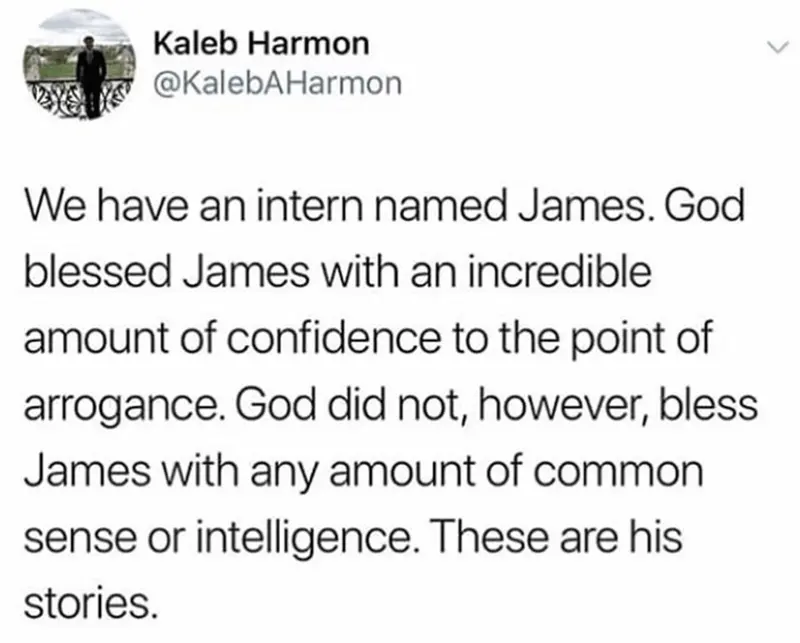 Kaleb Harmon
@KalebAHarmon
We have an intern named James. God
blessed James with an incredible
amount of confidence to the point of
arrogance. God did not, however, bless
James with any amount of common
sense or intelligence. These are his
stories.